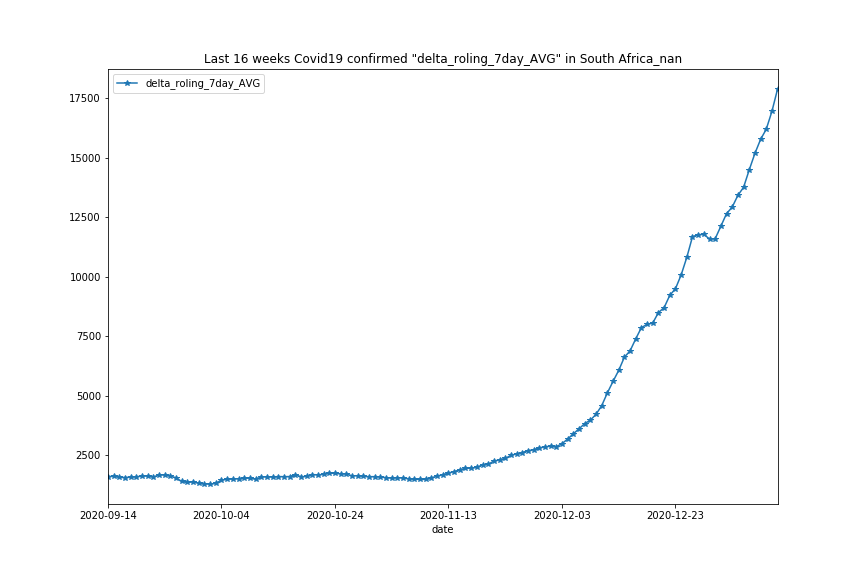 Last 16 weeks Covid19 confirmed "delta_roling_7day_AVG" in South Africa_nan
delta_roling_7day_AVG
17500
15000
12500
10000
7500
5000
2500
2020-09-14 2020-10-04 2020-10-24 2020-11-13 2020-12-03 2020-12-23
date